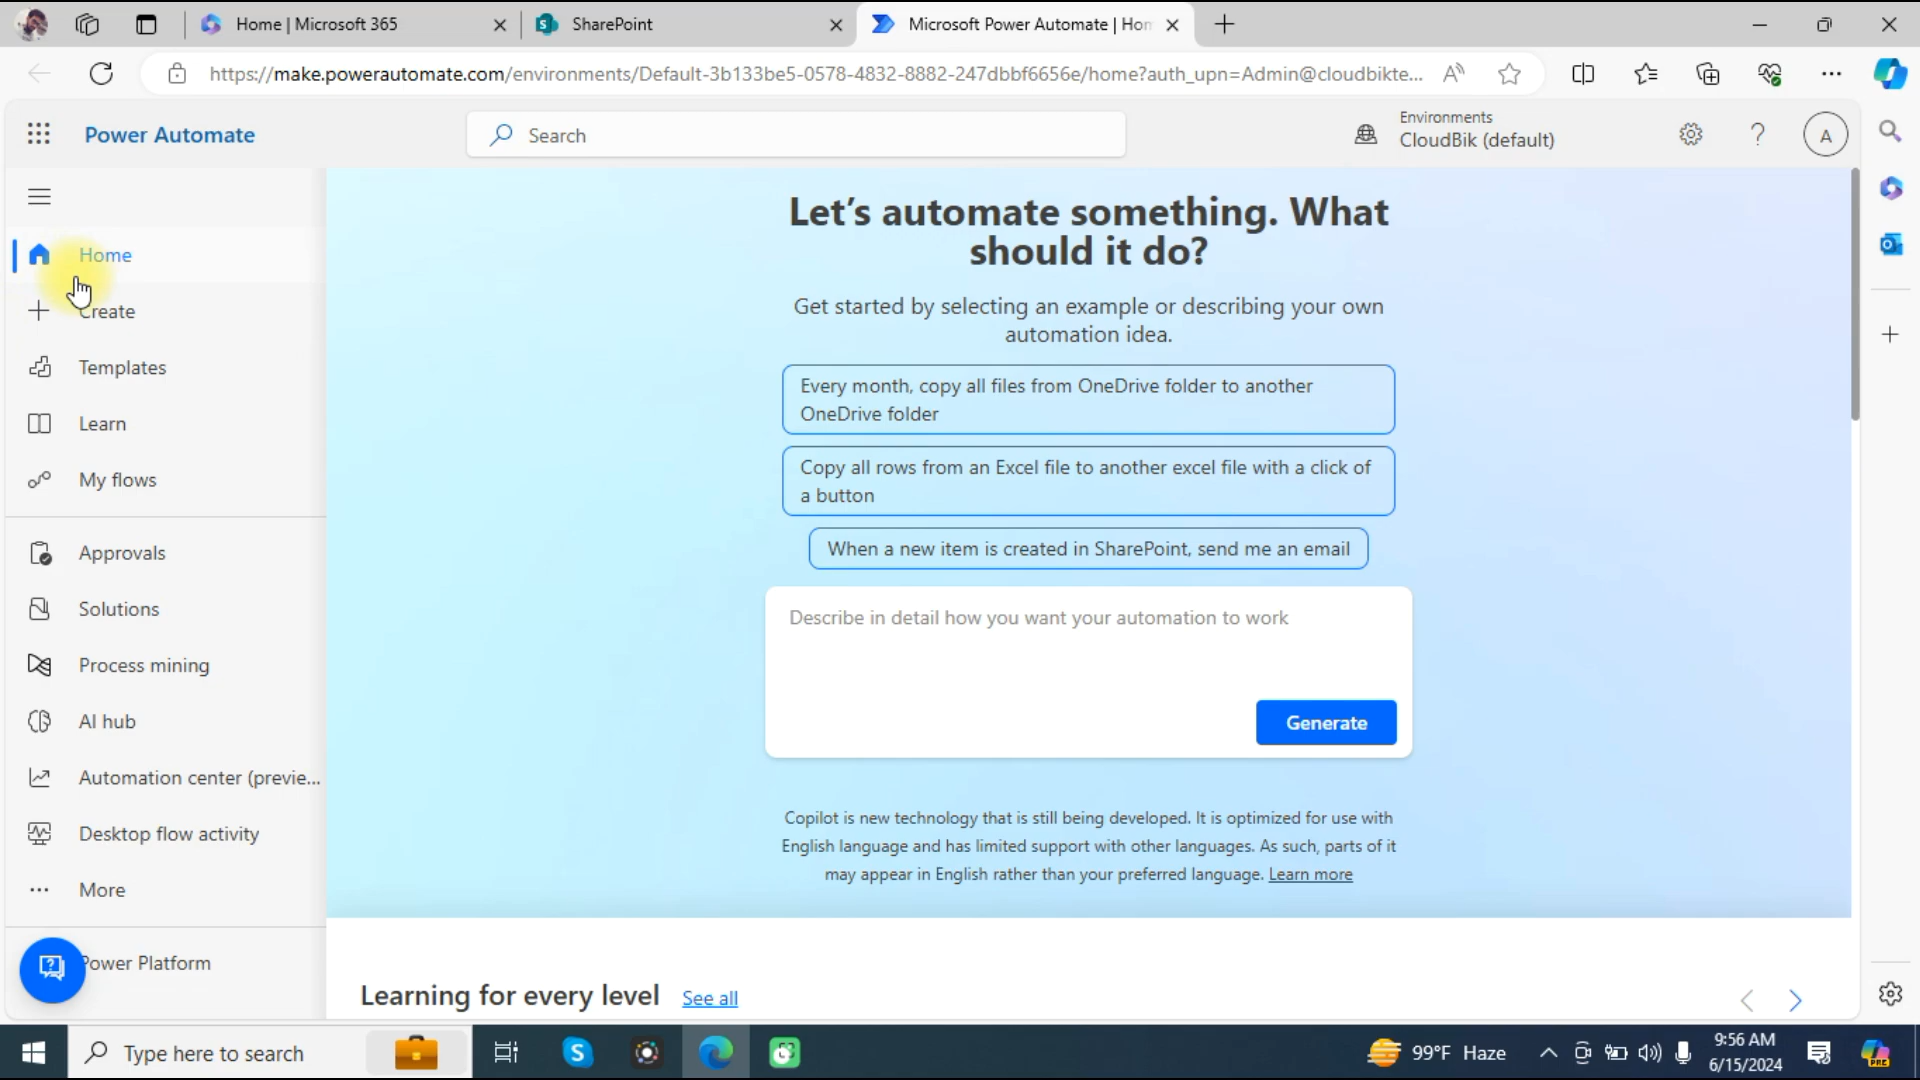 Home | Microsoft 365
SharePoint
Microsoft Power Automate | Hom
https://make.powerautomate.com/environments/Default-3b133be5-0578-4832-8882-247dbbf6656e/home?auth_upn=Admin@cloudbikte...
Power Automate
Search
Environments
CloudBik (default)
A
Home
Create
Templates
Learn
My flows
Approvals
Solutions
Process mining
AI hub
Automation center (previe...
Desktop flow activity
More
Power Platform
Let's automate something. What
should it do?
Get started by selecting an example or describing your own
automation idea.
Every month, copy all files from OneDrive folder to another
OneDrive folder
Copy all rows from an Excel file to another excel file with a click of
a button
When a new item is created in SharePoint, send me an email
Describe in detail how you want your automation to work
Generate
Copilot is new technology that is still being developed. It is optimized for use with
English language and has limited support with other languages. As such, parts of it
may appear in English rather than your preferred language. Learn more
Learning for every level See all
Type here to search
99°F Haze
9:56 AM
6/15/2024